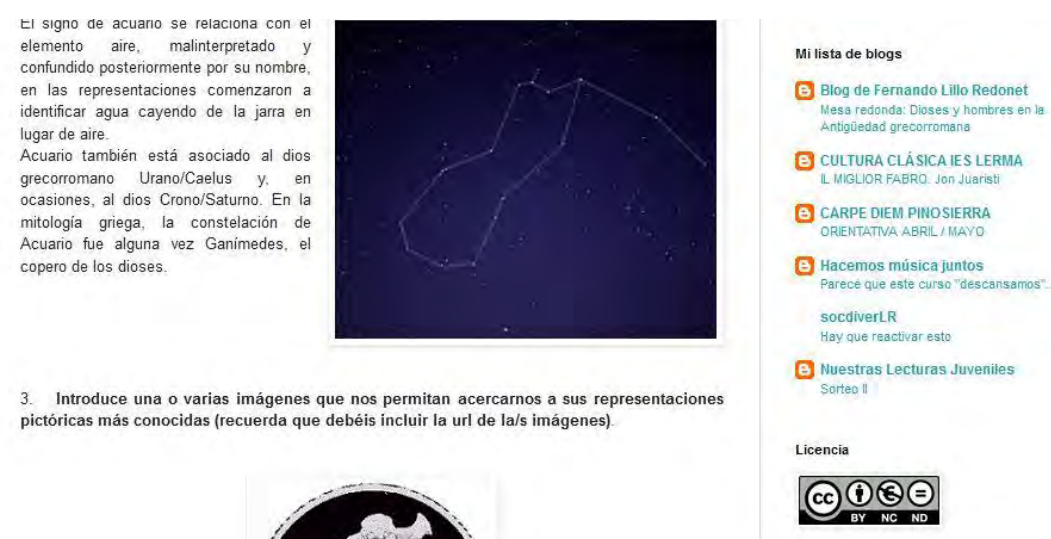 El signo de acuario se relaciona con el
elemento aire, malinterpretado y
confundido posteriormente por su nombre,
en las representaciones comenzaron a
identificar agua cayendo de la jarra en
lugar de aire.
Acuario también está asociado al dios
grecorromano Urano/Caelus y, en
ocasiones, al dios Crono/Saturno. En la
mitología griega, la constelación de
Acuario fue alguna vez Ganímedes, el
copero de los dioses.
3. Introduce una o varias imágenes que nos permitan acercarnos a sus representaciones
pictóricas más conocidas (recuerda que debéis incluir la url de la/s imágenes).
Mi lista de blogs
Blog de Fernando Lillo Redonet
Mesa redonda: Dioses y hombres en la
Antigüedad grecorromana
CULTURA CLÁSICA IES LERMA
IL MIGLIOR FABRO. Jon Juaristi
CARPE DIEM PINOSIERRA
ORIENTATIVA ABRIL / MAYO
Hacemos música juntos
Parece que este curso "descansamos"...
socdiverLR
Hay que reactivar esto
Nuestras Lecturas Juveniles
Sorteo II
Licencia
cc
BY NC ND